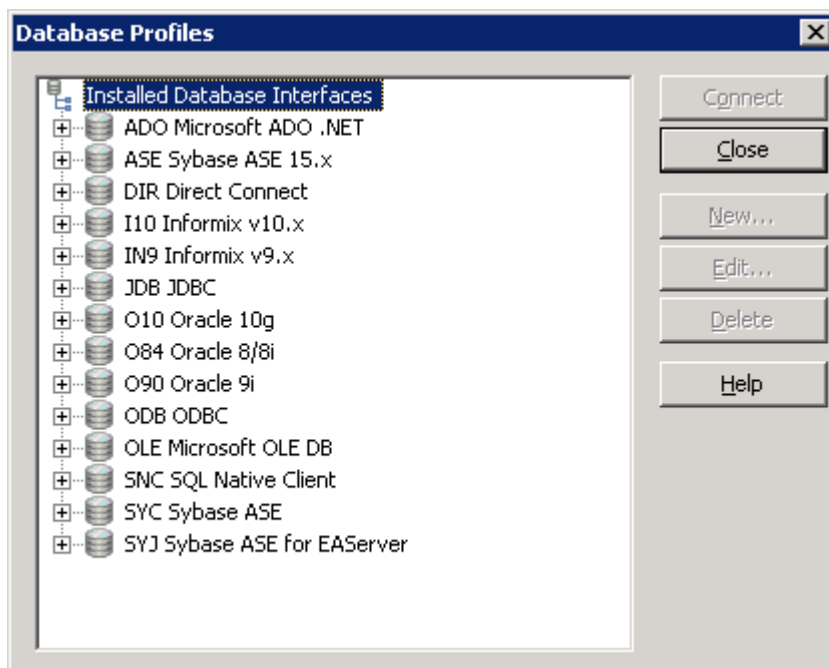 Database Profiles
Installed Database Interfaces
ADO Microsoft ADO .NET
ASE Sybase ASE 15.x
DIR Direct Connect
I10 Informix v10.x
IN9 Informix v9.x
JDB JDBC
O10 Oracle 10g
O84 Oracle 8/8i
O90 Oracle 9i
ODB ODBC
OLE Microsoft OLE DB
SNC SQL Native Client
SYC Sybase ASE
SYJ Sybase ASE for EAServer
Connect
Close
New...
Edit...
Delete
Help